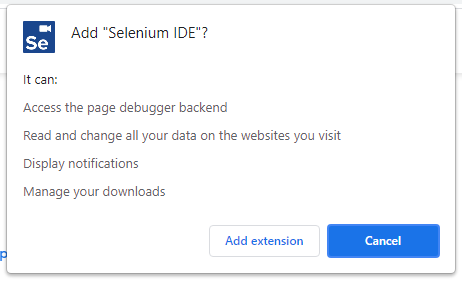 Se
Add "Selenium IDE"?
It can:
Access the page debugger backend
Read and change all your data on the websites you visit
Display notifications
Manage your downloads
Add extension
Cancel